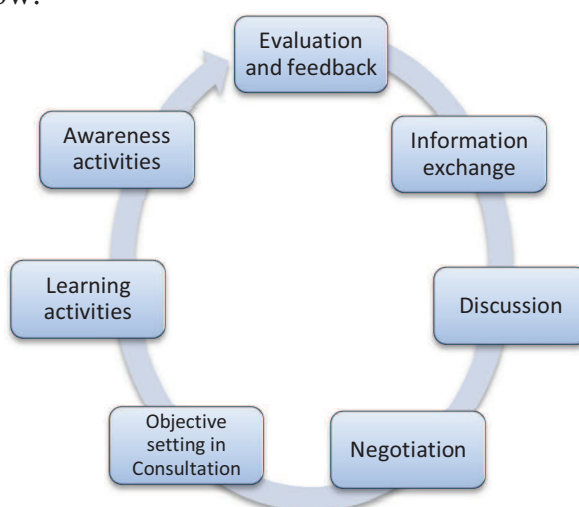 Evaluation
and feedback
Information
exchange
Discussion
Negotiation
Objective
setting in
Consultation
Learning
activities
Awareness
activities